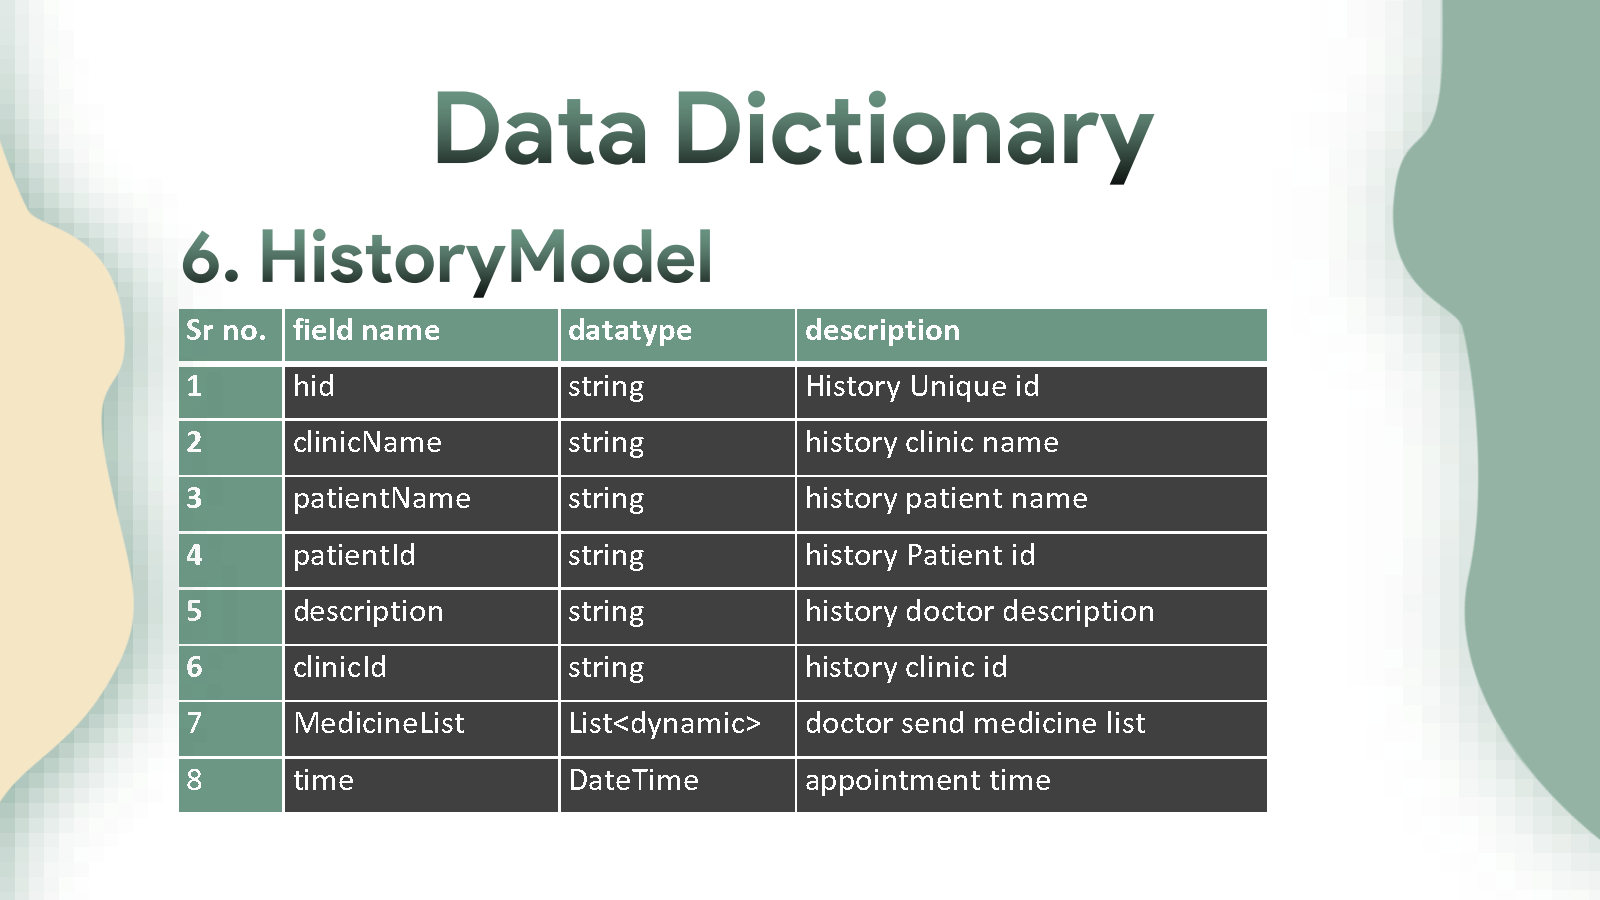 Data Dictionary
6. HistoryModel
Sr no. field name datatype description
1 hid string History Unique id
2 clinicName string history clinic name
3 patientName string history patient name
4 patientId string history Patient id
5 description string history doctor description
6 clinicId string history clinic id
7 MedicineList List<dynamic> doctor send medicine list
8 time DateTime appointment time